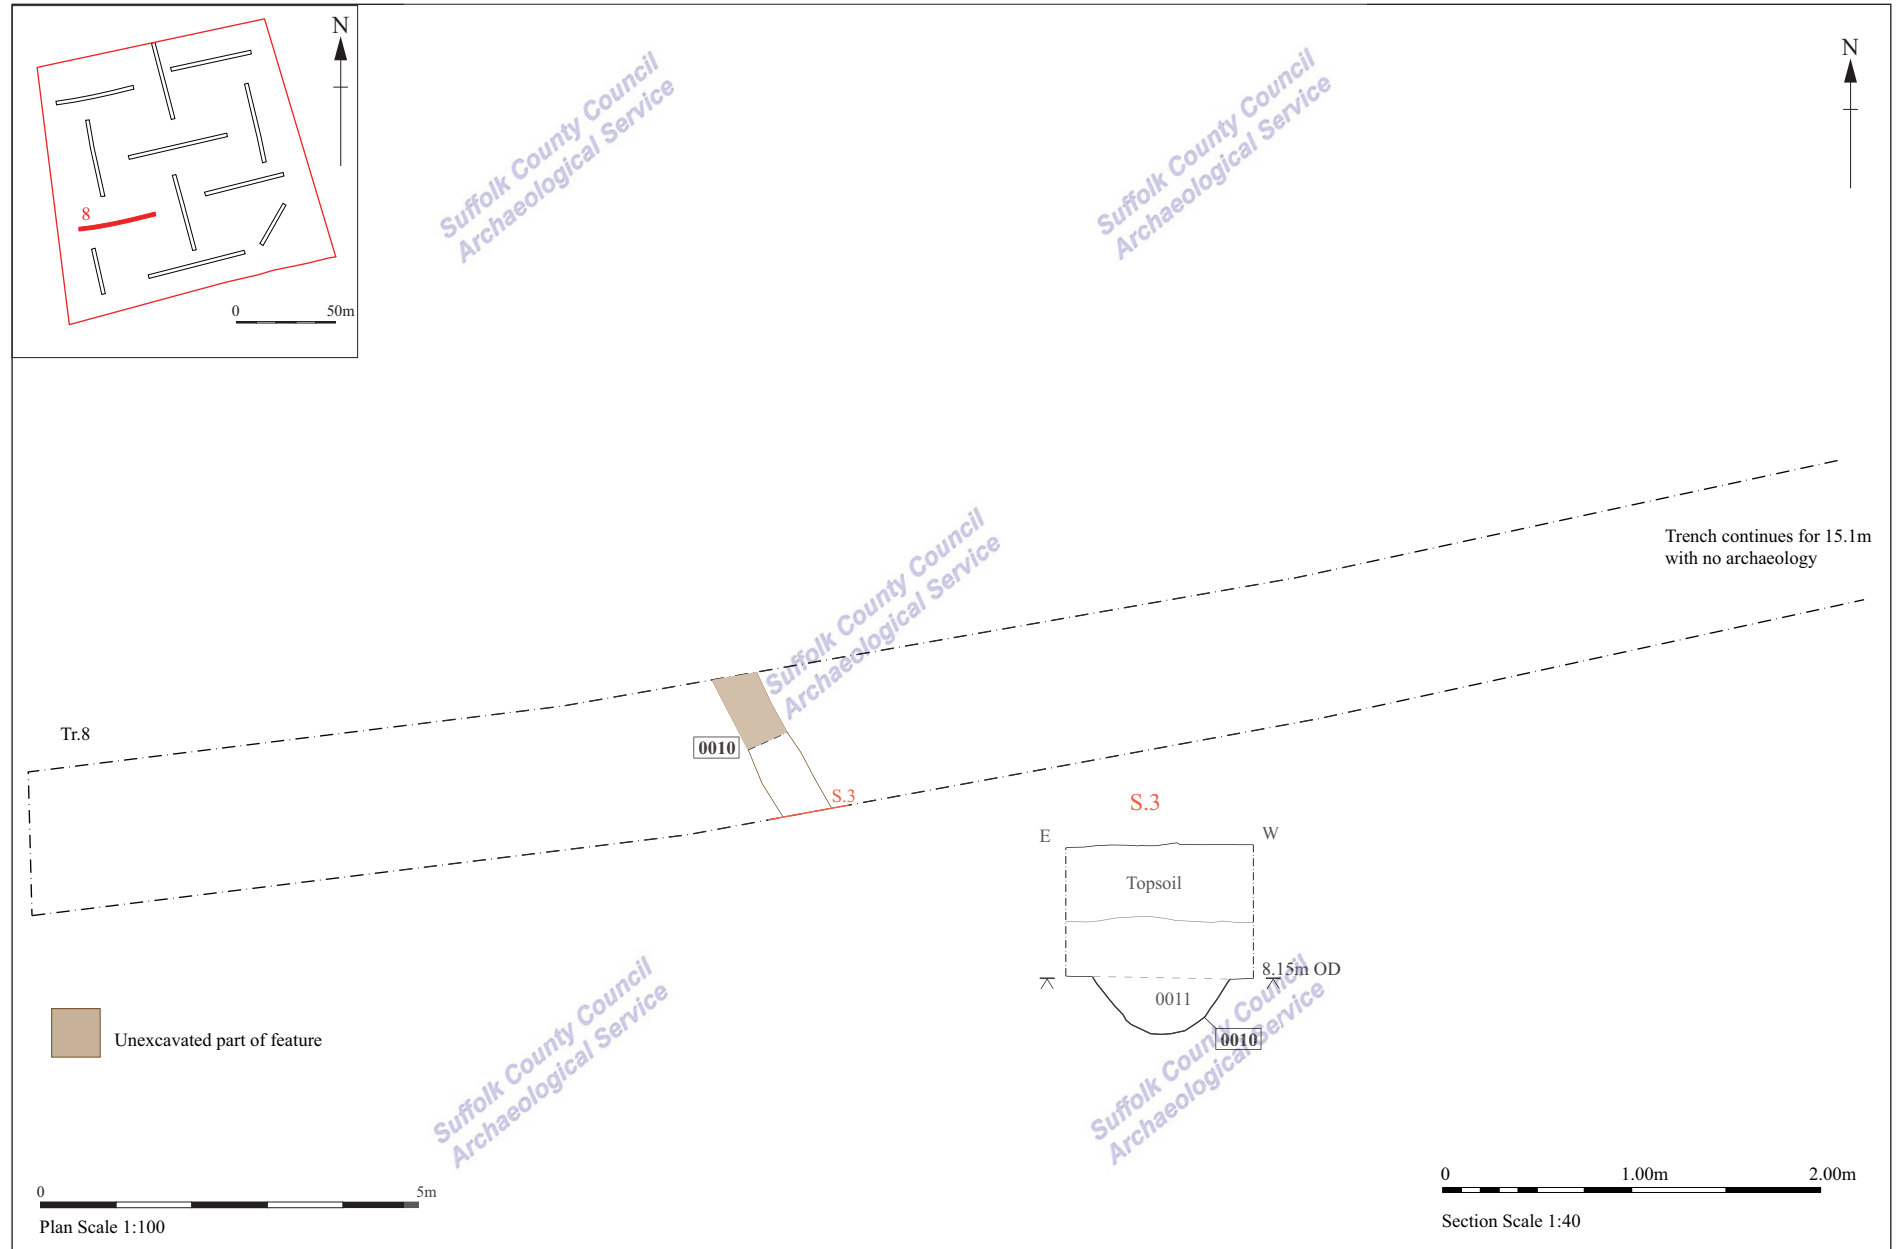 N
8
0
50m
N
Suffolk County Council
Archaeological Service
Suffolk County Council
Archaeological Service
Trench continues for 15.1m
with no archaeology
Suffolk County Council
Archaeological Service
Tr.8
0010
S.3
S.3
E
W
Topsoil
8.15m OD
0011
0010
Unexcavated part of feature
Suffolk County Council
Archaeological Service
Suffolk County Council
Archaeological Service
0
5m
Plan Scale 1:100
0
1.00m
2.00m
Section Scale 1:40